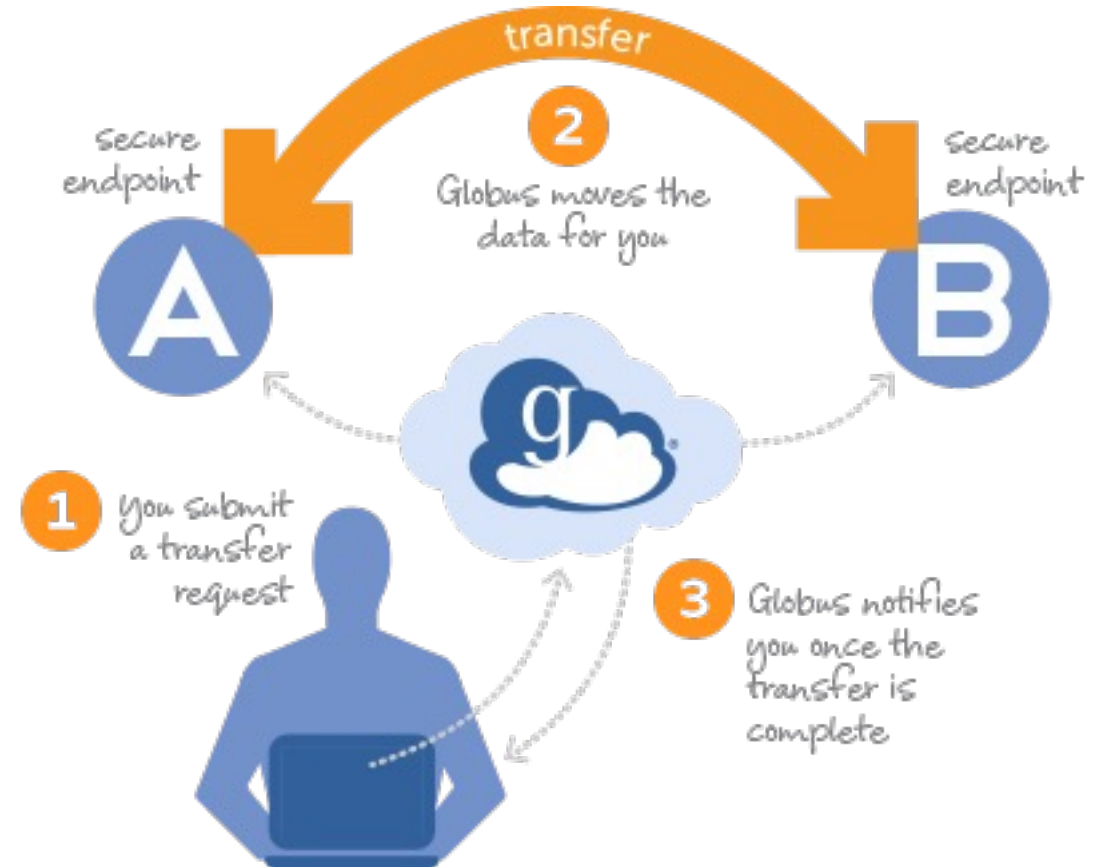 transfer
2
secure
endpoint
Globus moves the
data for you
secure
endpoint
A
B
g
1
you submit
a transfer
request
3
Globus notifies
you once the
transfer is
complete